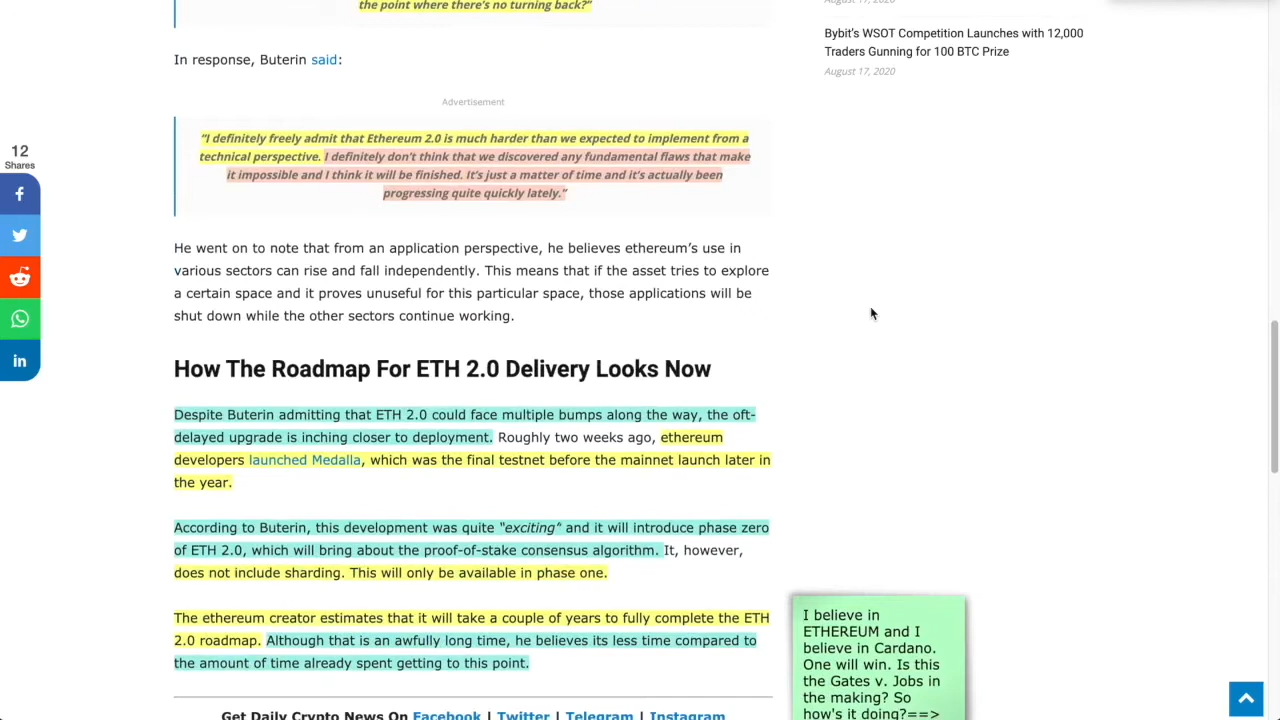 the point where there's no turning back?"
In response, Buterin said:
Advertisement
"I definitely freely admit that Ethereum 2.0 is much harder than we expected to implement from a
technical perspective. I definitely don't think that we discovered any fundamental flaws that make
it impossible and I think it will be finished. It's just a matter of time and it's actually been
progressing quite quickly lately."
He went on to note that from an application perspective, he believes ethereum's use in
various sectors can rise and fall independently. This means that if the asset tries to explore
a certain space and it proves unuseful for this particular space, those applications will be
shut down while the other sectors continue working.
How The Roadmap For ETH 2.0 Delivery Looks Now
Despite Buterin admitting that ETH 2.0 could face multiple bumps along the way, the oft-
delayed upgrade is inching closer to deployment. Roughly two weeks ago, ethereum
developers launched Medalla, which was the final testnet before the mainnet launch later in
the year.
According to Buterin, this development was quite "exciting" and it will introduce phase zero
of ETH 2.0, which will bring about the proof-of-stake consensus algorithm. It, however,
does not include sharding. This will only be available in phase one.
The ethereum creator estimates that it will take a couple of years to fully complete the ETH
2.0 roadmap. Although that is an awfully long time, he believes its less time compared to
the amount of time already spent getting to this point.
Get Daily Crypto News On Facebook | Twitter | Telegram | Instagram
12
Shares
August 17, 2020
Bybit's WSOT Competition Launches with 12,000
Traders Gunning for 100 BTC Prize
August 17, 2020
I believe in
ETHEREUM and I
believe in Cardano.
One will win. Is this
the Gates v. Jobs in
the making? So
how's it doing?==>